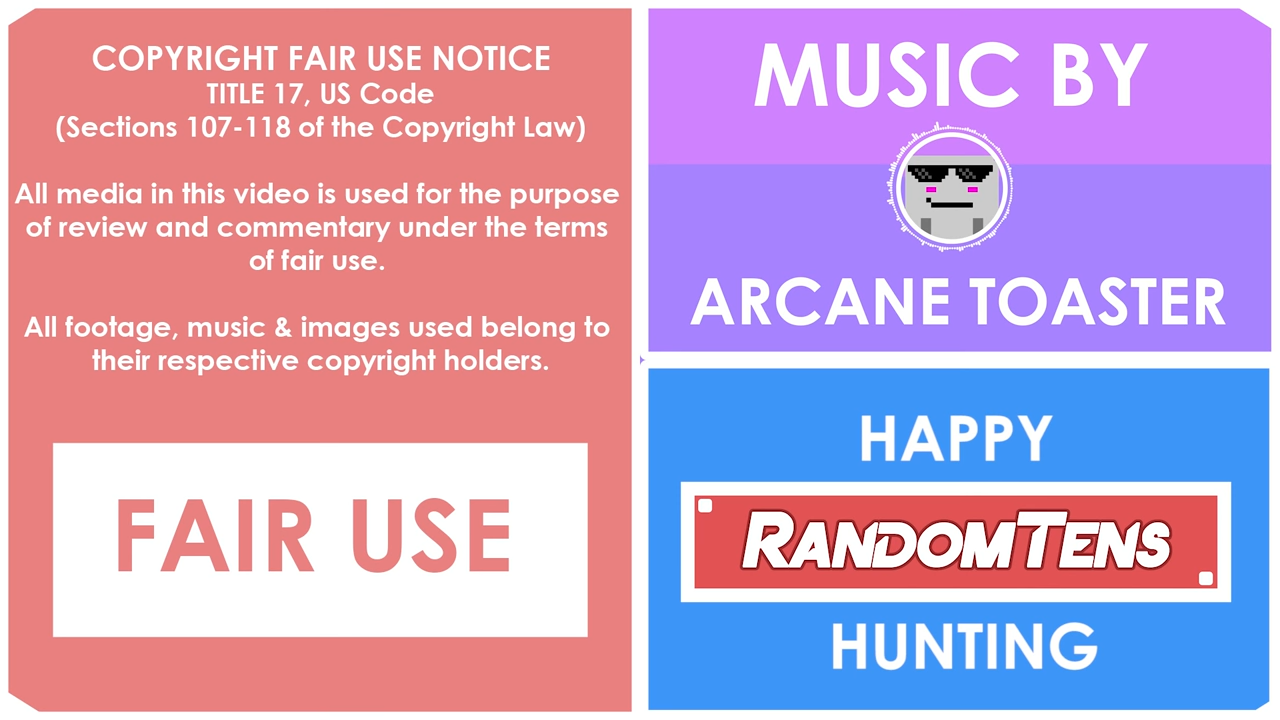 COPYRIGHT FAIR USE NOTICE
TITLE 17, US Code
(Sections 107-118 of the Copyright Law)
All media in this video is used for the purpose
of review and commentary under the terms
of fair use.
All footage, music & images used belong to
their respective copyright holders.
FAIR USE
MUSIC BY
ARCANE TOASTER
HAPPY
RANDOMTENS
HUNTING